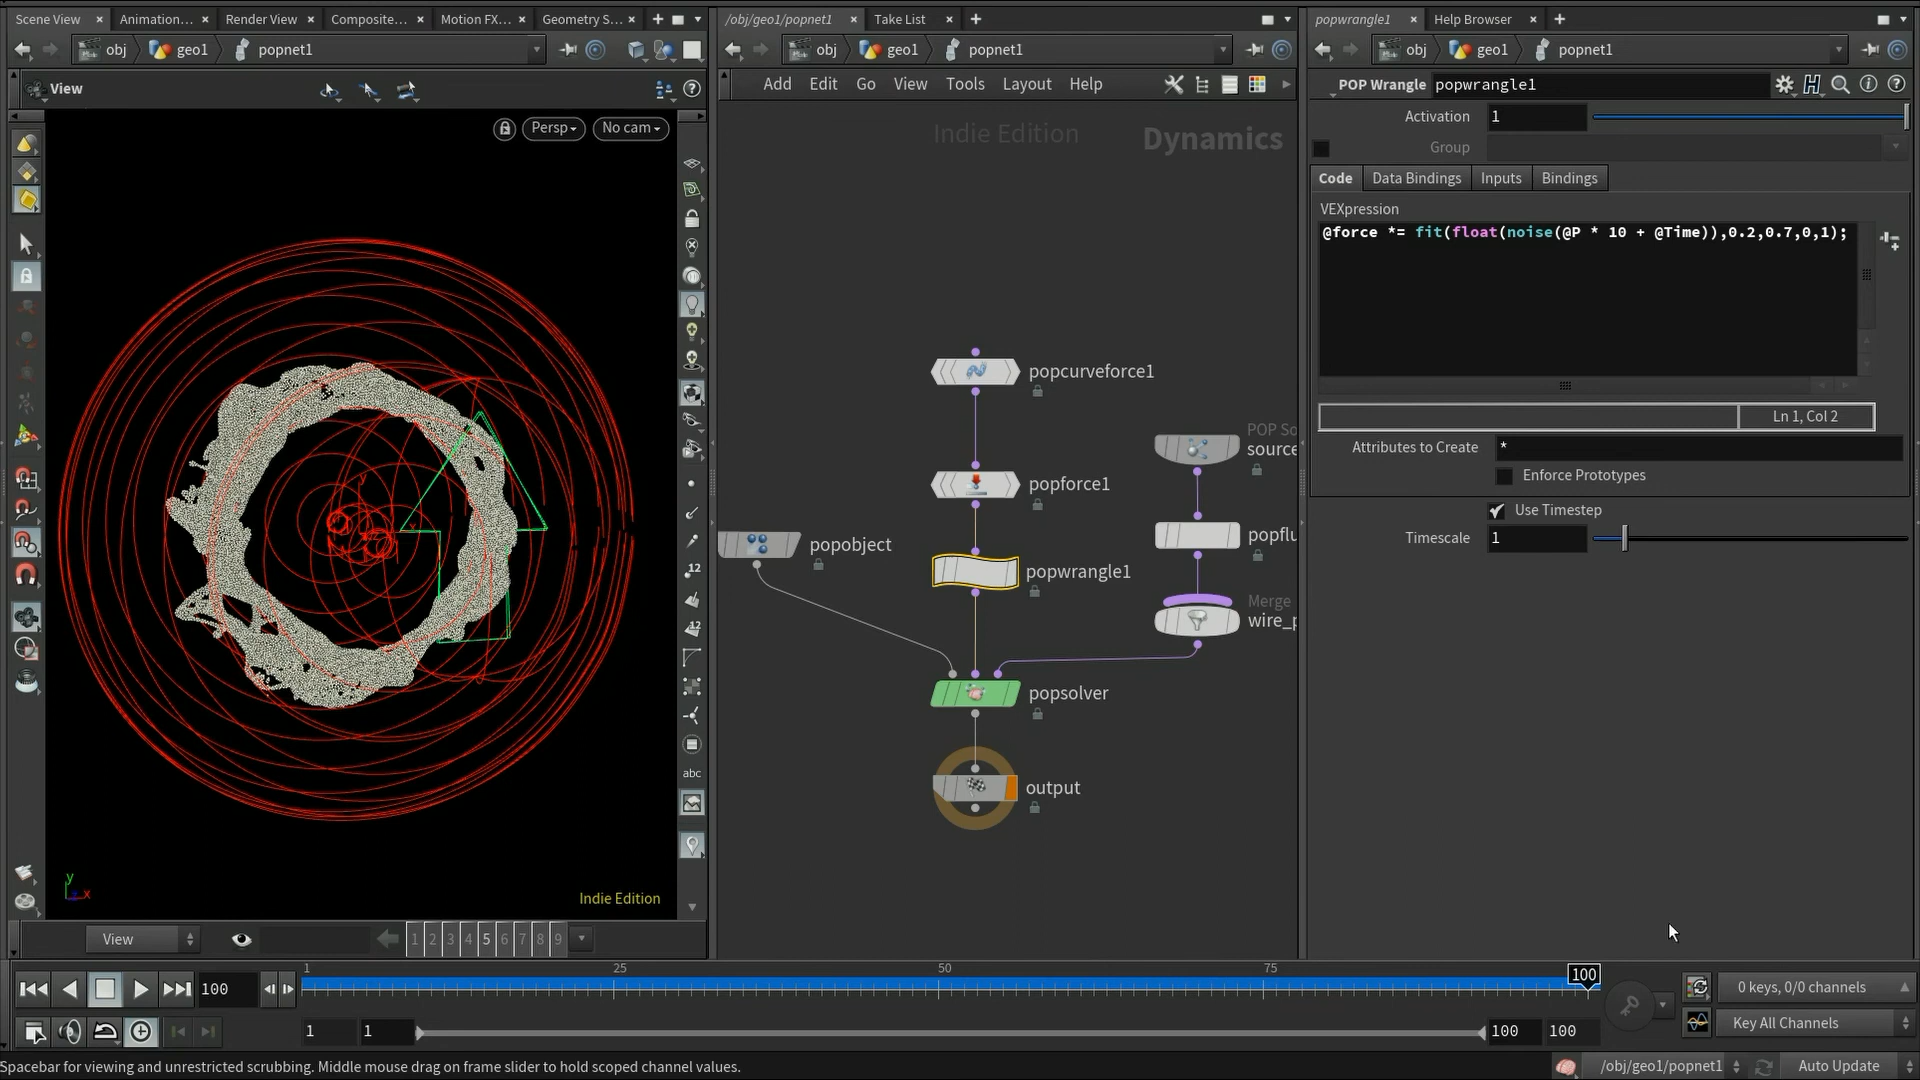 Scene View
Animation...
Render View
Composite...
Motion FX...
Geometry S...
/obj/geo1/popnet1
Take List
popwrangle1
Help Browser
obj
geo1
popnet1
obj
geo1
popnet1
obj
geo1
popnet1
View
Add
Edit
Go
View
Tools
Layout
Help
POP Wrangle
popwrangle1
Persp
No cam
Indie Edition
Dynamics
Activation
1
Group
Code
Data Bindings
Inputs
Bindings
VEXpression
@force *= fit(float(noise(@P * 10 + @Time)),0.2,0.7,0,1);
Ln 1, Col 2
Attributes to Create
*
Enforce Prototypes
Use Timestep
Timescale
1
popcurveforce1
POP So
source
popforce1
popflu
popobject
popwrangle1
Merge
wire_p
popsolver
output
12
12
abc
y
x
y
x
Indie Edition
View
1 2 3 4 5 6 7 8 9
100
1
25
50
75
100
0 keys, 0/0 channels
1
1
100
100
Key All Channels
Spacebar for viewing and unrestricted scrubbing. Middle mouse drag on frame slider to hold scoped channel values.
/obj/geo1/popnet1
Auto Update